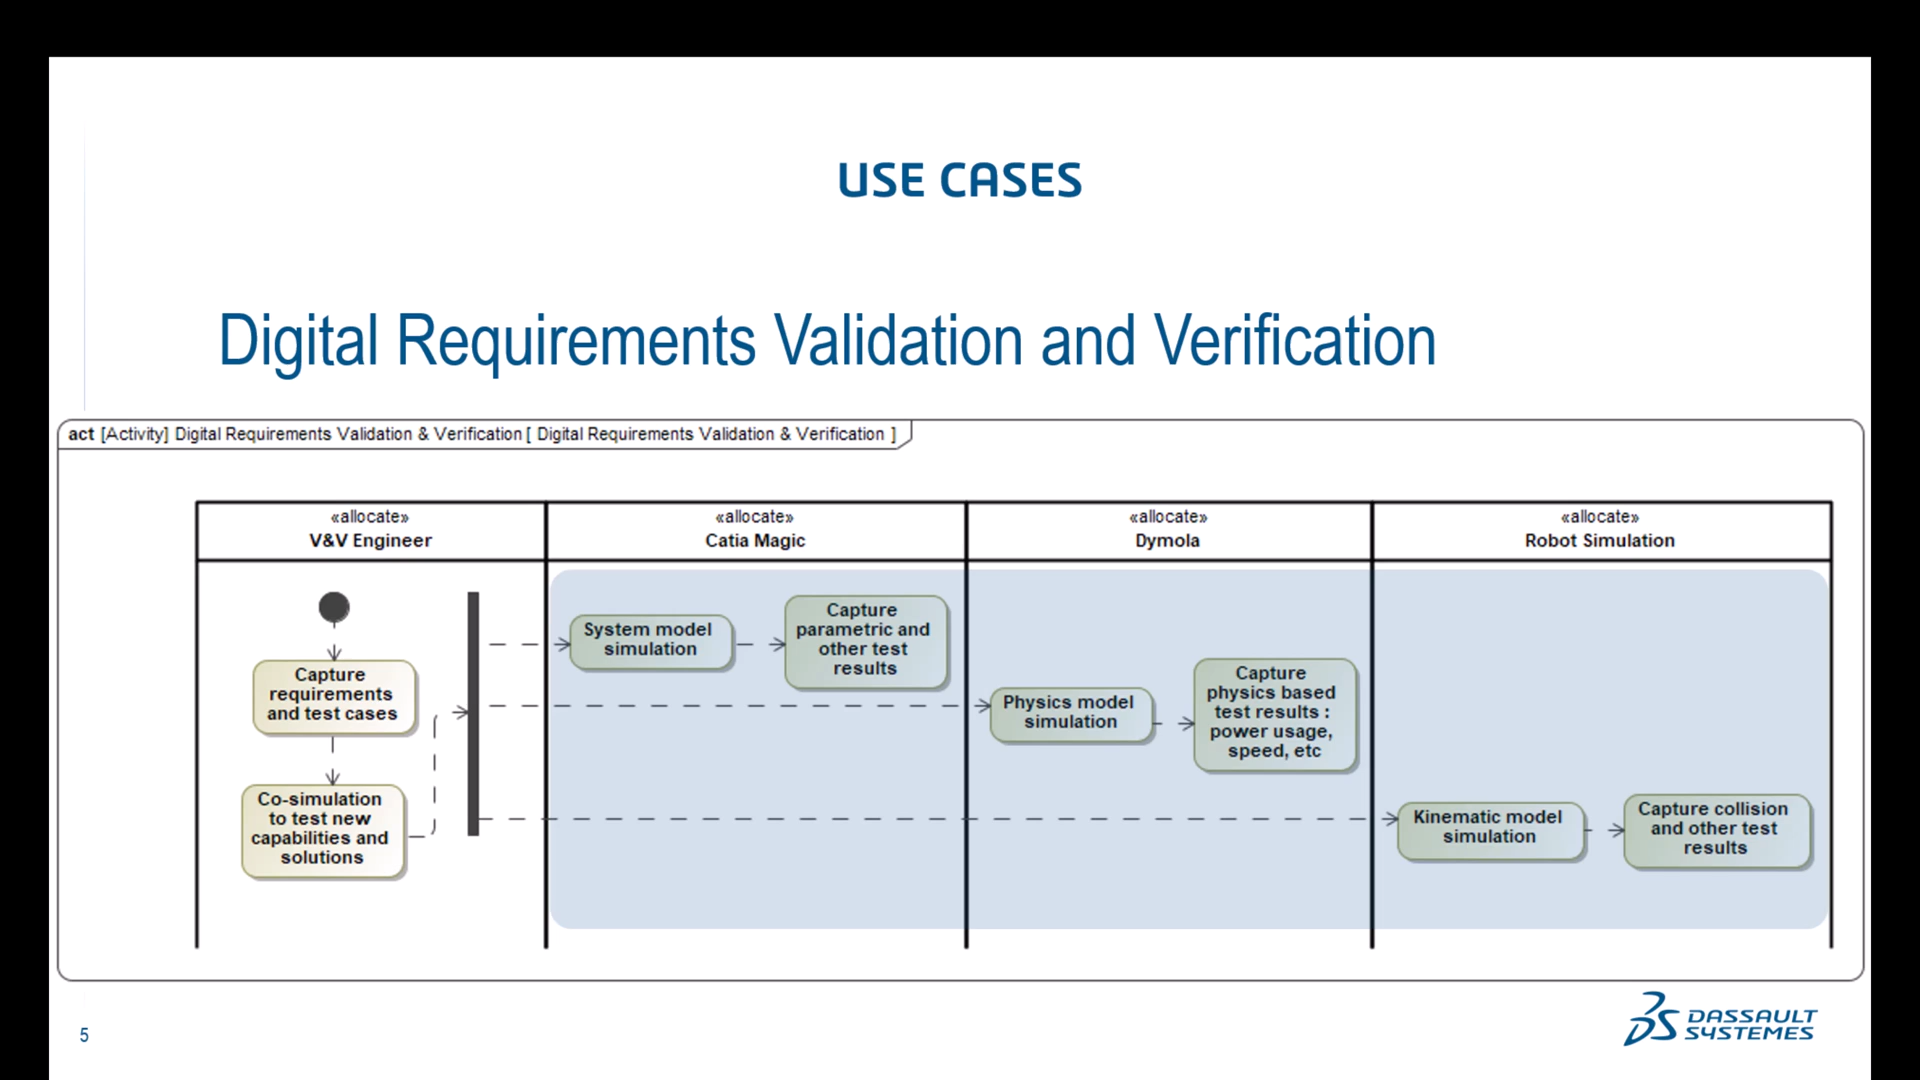 USE CASES
Digital Requirements Validation and Verification
act [Activity] Digital Requirements Validation & Verification [ Digital Requirements Validation & Verification ]
«allocate»
V&V Engineer
«allocate»
Catia Magic
«allocate»
Dymola
«allocate»
Robot Simulation
Capture
requirements
and test cases
Co-simulation
to test new
capabilities and
solutions
System model
simulation
Capture
parametric and
other test
results
Physics model
simulation
Capture
physics based
test results :
power usage,
speed, etc
Kinematic model
simulation
Capture collision
and other test
results
5
DASSAULT
SYSTEMES